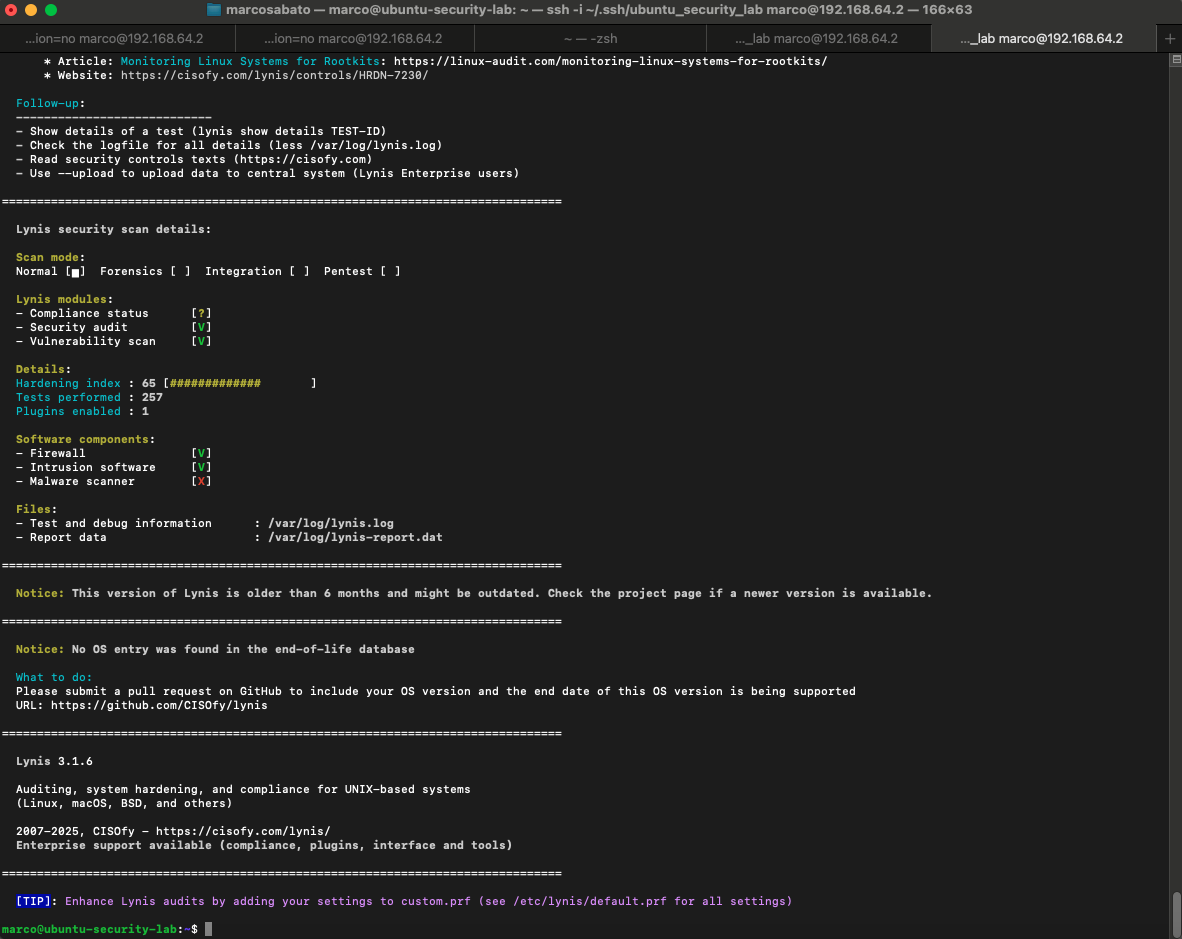 marcosabato — marco@ubuntu-security-lab: ~ — ssh -i ~/.ssh/ubuntu_security_lab marco@192.168.64.2 — 166×63
...ion=no marco@192.168.64.2    ...ion=no marco@192.168.64.2    ~ — -zsh    ..._lab marco@192.168.64.2    ..._lab marco@192.168.64.2    +
* Article: Monitoring Linux Systems for Rootkits: https://linux-audit.com/monitoring-linux-systems-for-rootkits/
* Website: https://cisofy.com/lynis/controls/HRDN-7230/
Follow-up:
----------------------------
- Show details of a test (lynis show details TEST-ID)
- Check the logfile for all details (less /var/log/lynis.log)
- Read security controls texts (https://cisofy.com)
- Use --upload to upload data to central system (Lynis Enterprise users)
================================================================================
Lynis security scan details:
Scan mode:
Normal [■]  Forensics [ ]  Integration [ ]  Pentest [ ]
Lynis modules:
- Compliance status      [?]
- Security audit         [V]
- Vulnerability scan     [V]
Details:
Hardening index : 65 [#############       ]
Tests performed : 257
Plugins enabled : 1
Software components:
- Firewall               [V]
- Intrusion software     [V]
- Malware scanner        [X]
Files:
- Test and debug information      : /var/log/lynis.log
- Report data                     : /var/log/lynis-report.dat
================================================================================
Notice: This version of Lynis is older than 6 months and might be outdated. Check the project page if a newer version is available.
================================================================================
Notice: No OS entry was found in the end-of-life database
What to do:
Please submit a pull request on GitHub to include your OS version and the end date of this OS version is being supported
URL: https://github.com/CISOfy/lynis
================================================================================
Lynis 3.1.6
Auditing, system hardening, and compliance for UNIX-based systems
(Linux, macOS, BSD, and others)
2007-2025, CISOfy - https://cisofy.com/lynis/
Enterprise support available (compliance, plugins, interface and tools)
================================================================================
[TIP]: Enhance Lynis audits by adding your settings to custom.prf (see /etc/lynis/default.prf for all settings)
marco@ubuntu-security-lab:~$